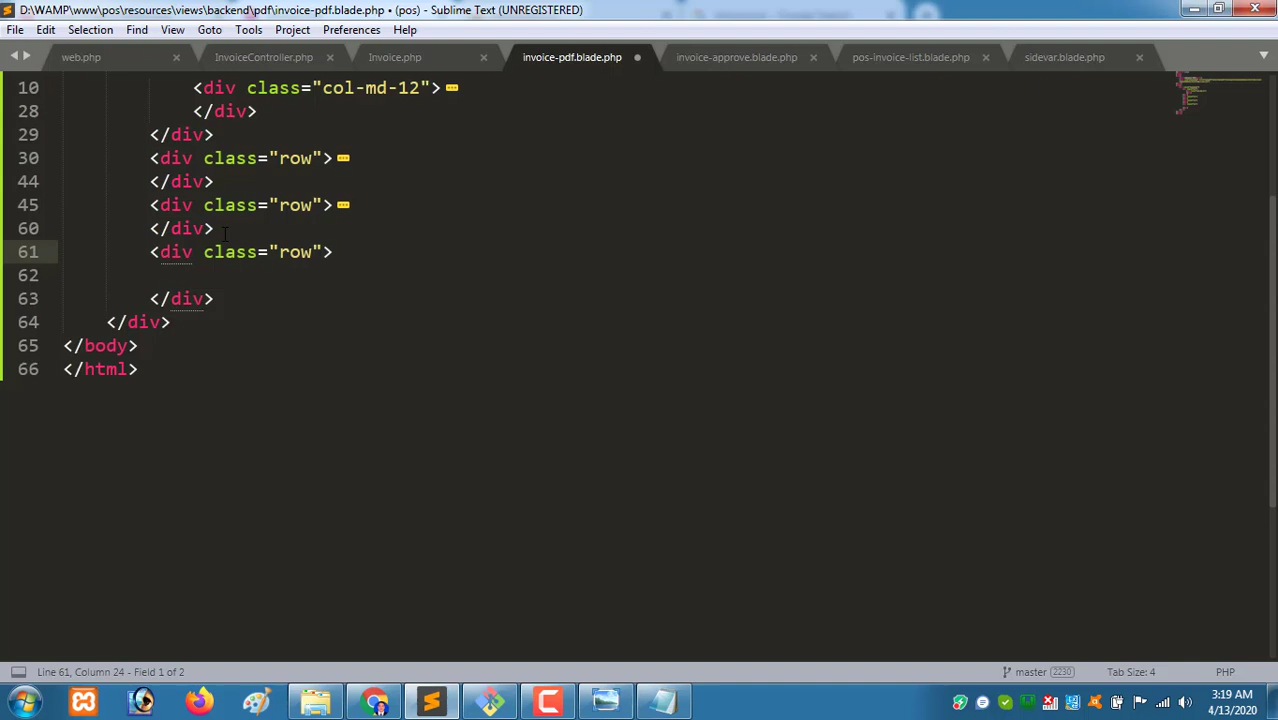 D:\WAMP\www\pos\resources\views\backend\pdf\invoice-pdf.blade.php • (pos) - Sublime Text (UNREGISTERED)
File Edit Selection Find View Goto Tools Project Preferences Help
web.php InvoiceController.php Invoice.php invoice-pdf.blade.php invoice-approve.blade.php pos-invoice-list.blade.php sidevar.blade.php
10 <div class="col-md-12">
28 </div>
29 </div>
30 <div class="row">
44 </div>
45 <div class="row">
60 </div>
61 <div class="row">
62
63 </div>
64 </div>
65 </body>
66 </html>
Line 61, Column 24 - Field 1 of 2 master 2230 Tab Size: 4 PHP
3:19 AM
4/13/2020